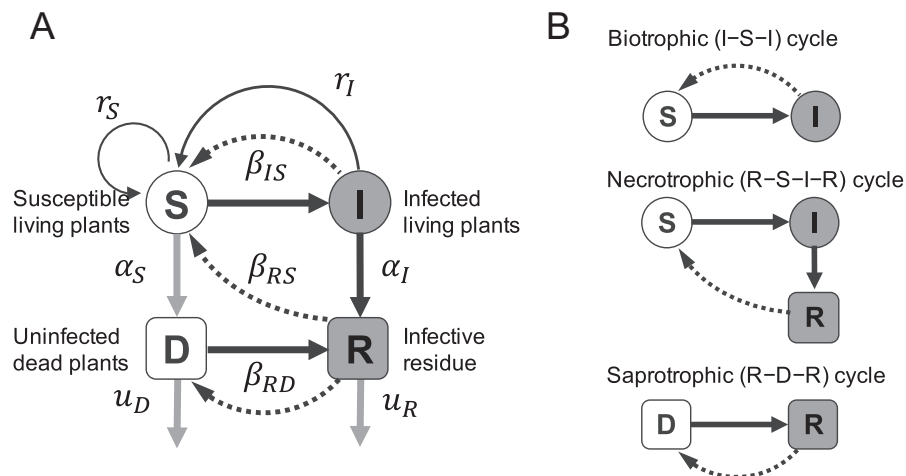 A
r_I
r_S
β_IS
S
I
Susceptible
living plants
Infected
living plants
α_S
β_RS
α_I
Uninfected
dead plants
D
R
Infective
residue
β_RD
u_D
u_R
B
Biotrophic (I−S−I) cycle
S
I
Necrotrophic (R−S−I−R) cycle
S
I
R
Saprotrophic (R−D−R) cycle
D
R